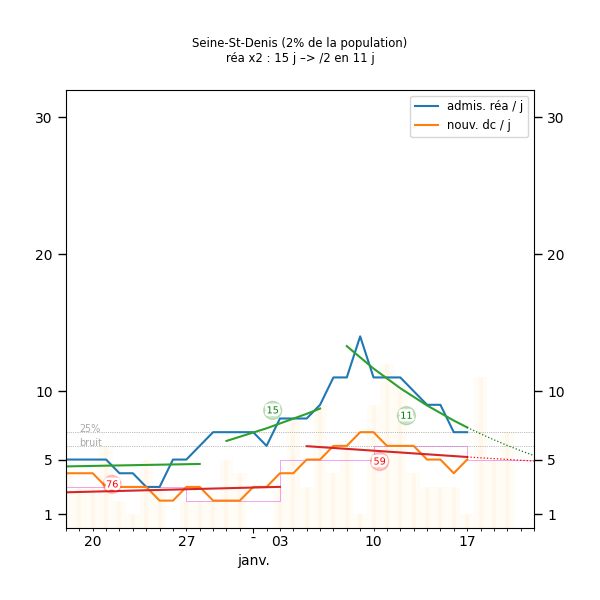 Seine-St-Denis (2% de la population)
réa x2 : 15 j –> /2 en 11 j
admis. réa / j
nouv. dc / j
30 30
20 20
10 10
25%
bruit
5 5
1 1
15
11
59
76
20 27 - 03 10 17
janv.